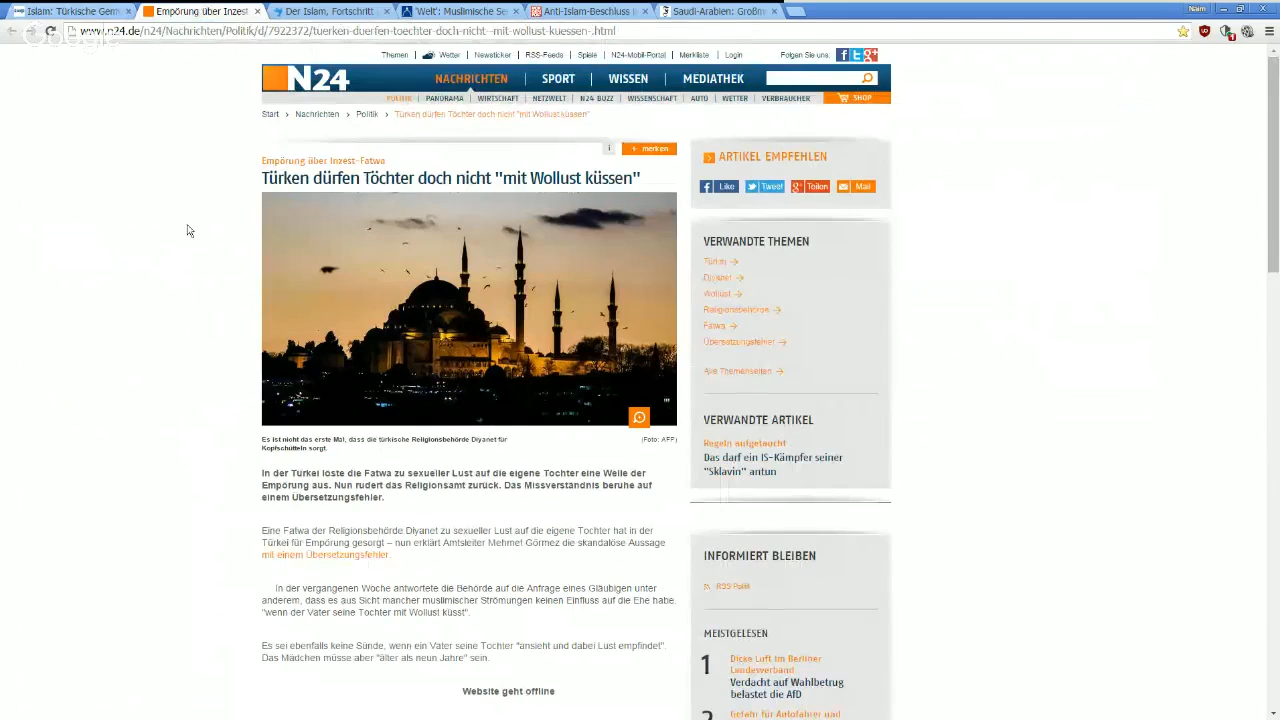 Islam: Türkische Gem
Empörung über Inzest
Der Islam, Fortschritt
'Welt': Muslimische Se
Anti-Islam-Beschluss i
Saudi-Arabien: Großm
Naim
www.n24.de/n24/Nachrichten/Politik/d/7922372/tuerken-duerfen-toechter-doch-nicht--mit-wollust-kuessen-.html
Themen
Wetter
Newsticker
RSS-Feeds
Spiele
N24-Mobil-Portal
Merkliste
Login
Folgen Sie uns:
N24
NACHRICHTEN
SPORT
WISSEN
MEDIATHEK
POLITIK
PANORAMA
WIRTSCHAFT
NETZWELT
N24 BUZZ
WISSENSCHAFT
AUTO
WETTER
VERBRAUCHER
SHOP
Start > Nachrichten > Politik > Türken dürfen Töchter doch nicht "mit Wollust küssen"
i
+ merken
Empörung über Inzest-Fatwa
Türken dürfen Töchter doch nicht "mit Wollust küssen"
Es ist nicht das erste Mal, dass die türkische Religionsbehörde Diyanet für
Kopfschütteln sorgt.
(Foto: AFP)
In der Türkei löste die Fatwa zu sexueller Lust auf die eigene Tochter eine Welle der
Empörung aus. Nun rudert das Religionsamt zurück. Das Missverständnis beruhe auf
einem Übersetzungsfehler.
Eine Fatwa der Religionsbehörde Diyanet zu sexueller Lust auf die eigene Tochter hat in der
Türkei für Empörung gesorgt – nun erklärt Amtsleiter Mehmet Görmez die skandalöse Aussage
mit einem Übersetzungsfehler.
In der vergangenen Woche antwortete die Behörde auf die Anfrage eines Gläubigen unter
anderem, dass es aus Sicht mancher muslimischer Strömungen keinen Einfluss auf die Ehe habe,
"wenn der Vater seine Tochter mit Wollust küsst".
Es sei ebenfalls keine Sünde, wenn ein Vater seine Tochter "ansieht und dabei Lust empfindet".
Das Mädchen müsse aber "älter als neun Jahre" sein.
Website geht offline
ARTIKEL EMPFEHLEN
Like
Tweet
Teilen
Mail
VERWANDTE THEMEN
Türkei
Diyanet
Wollust
Religionsbehörde
Fatwa
Übersetzungsfehler
Alle Themenseiten
VERWANDTE ARTIKEL
Regeln aufgetaucht
Das darf ein IS-Kämpfer seiner
"Sklavin" antun
INFORMIERT BLEIBEN
RSS Politik
MEISTGELESEN
1
Dicke Luft im Berliner
Landesverband
Verdacht auf Wahlbetrug
belastet die AfD
2
Gefahr für Autofahrer und